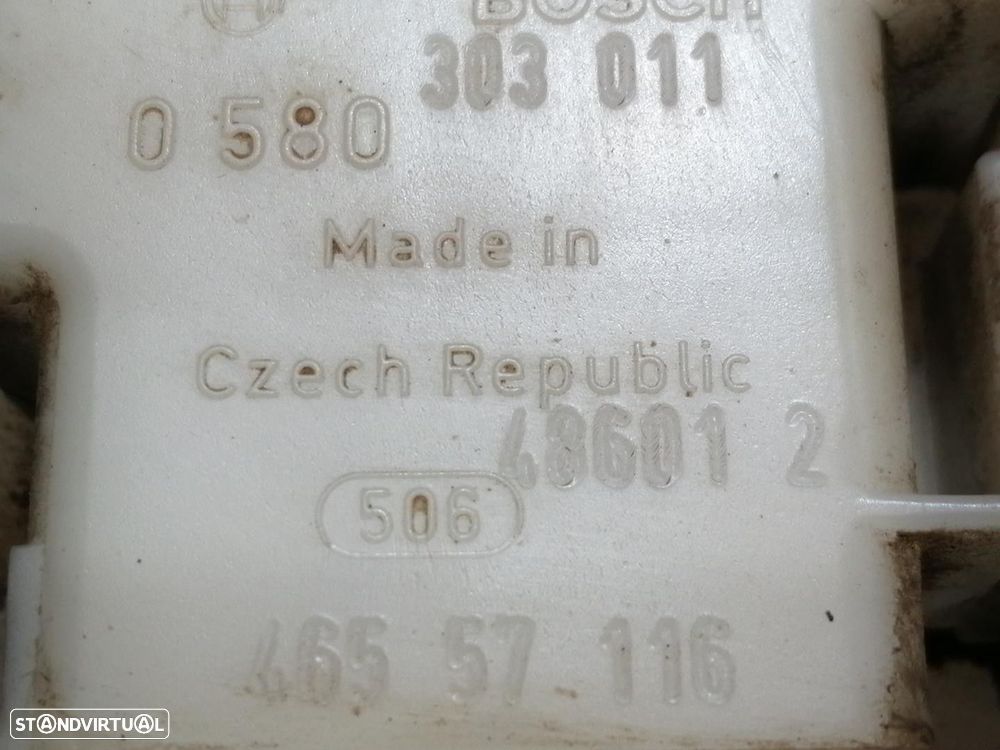 BOSCH
0 580 303 011
Made in
Czech Republic
48601 2
506
465 57 116
STANDVIRTUAL